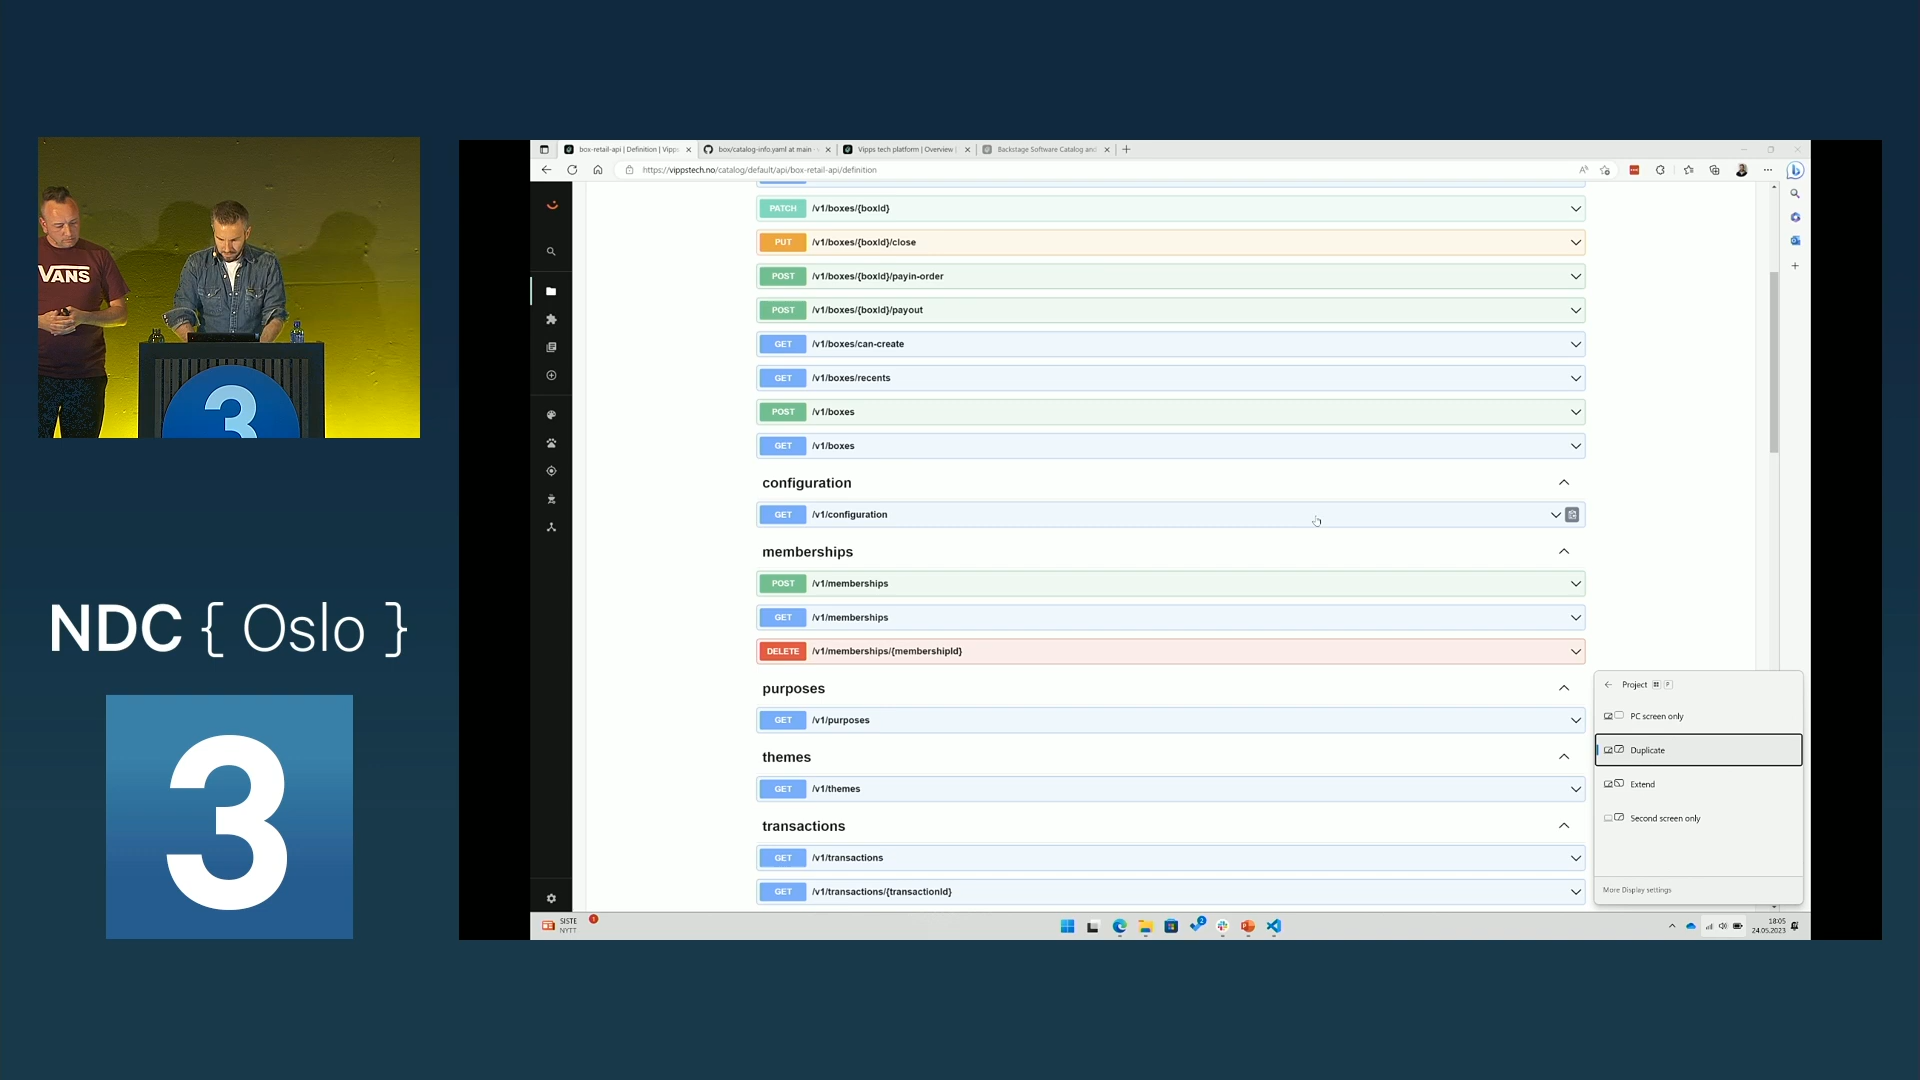 VANS
3
NDC { Oslo }
3
box-retail-api | Definition | Vipps
box/catalog-info.yaml at main
Vipps tech platform | Overview |
Backstage Software Catalog and
https://vippstech.no/catalog/default/api/box-retail-api/definition
PATCH /v1/boxes/{boxId}
PUT /v1/boxes/{boxId}/close
POST /v1/boxes/{boxId}/payin-order
POST /v1/boxes/{boxId}/payout
GET /v1/boxes/can-create
GET /v1/boxes/recents
POST /v1/boxes
GET /v1/boxes
configuration
GET /v1/configuration
memberships
POST /v1/memberships
GET /v1/memberships
DELETE /v1/memberships/{membershipId}
purposes
GET /v1/purposes
themes
GET /v1/themes
transactions
GET /v1/transactions
GET /v1/transactions/{transactionId}
Project P
PC screen only
Duplicate
Extend
Second screen only
More Display settings
SISTE
NYTT
1
2
18:05
24.05.2023